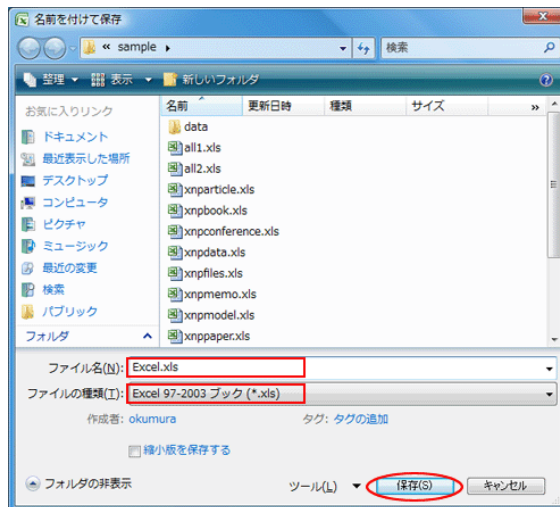 名前を付けて保存
« sample ▸
検索
整理 ▼ 表示 ▼ 新しいフォルダ
お気に入りリンク
ドキュメント
最近表示した場所
デスクトップ
コンピュータ
ピクチャ
ミュージック
最近の変更
検索
パブリック
フォルダ
名前 更新日時 種類 サイズ »
data
all1.xls
all2.xls
xnparticle.xls
xnpbook.xls
xnpconference.xls
xnpdata.xls
xnpfiles.xls
xnpmemo.xls
xnpmodel.xls
xnppaper.xls
ファイル名(N): Excel.xls
ファイルの種類(T): Excel 97-2003 ブック (*.xls)
作成者: okumura タグ: タグの追加
縮小版を保存する
フォルダの非表示 ツール(L) ▼ 保存(S) キャンセル